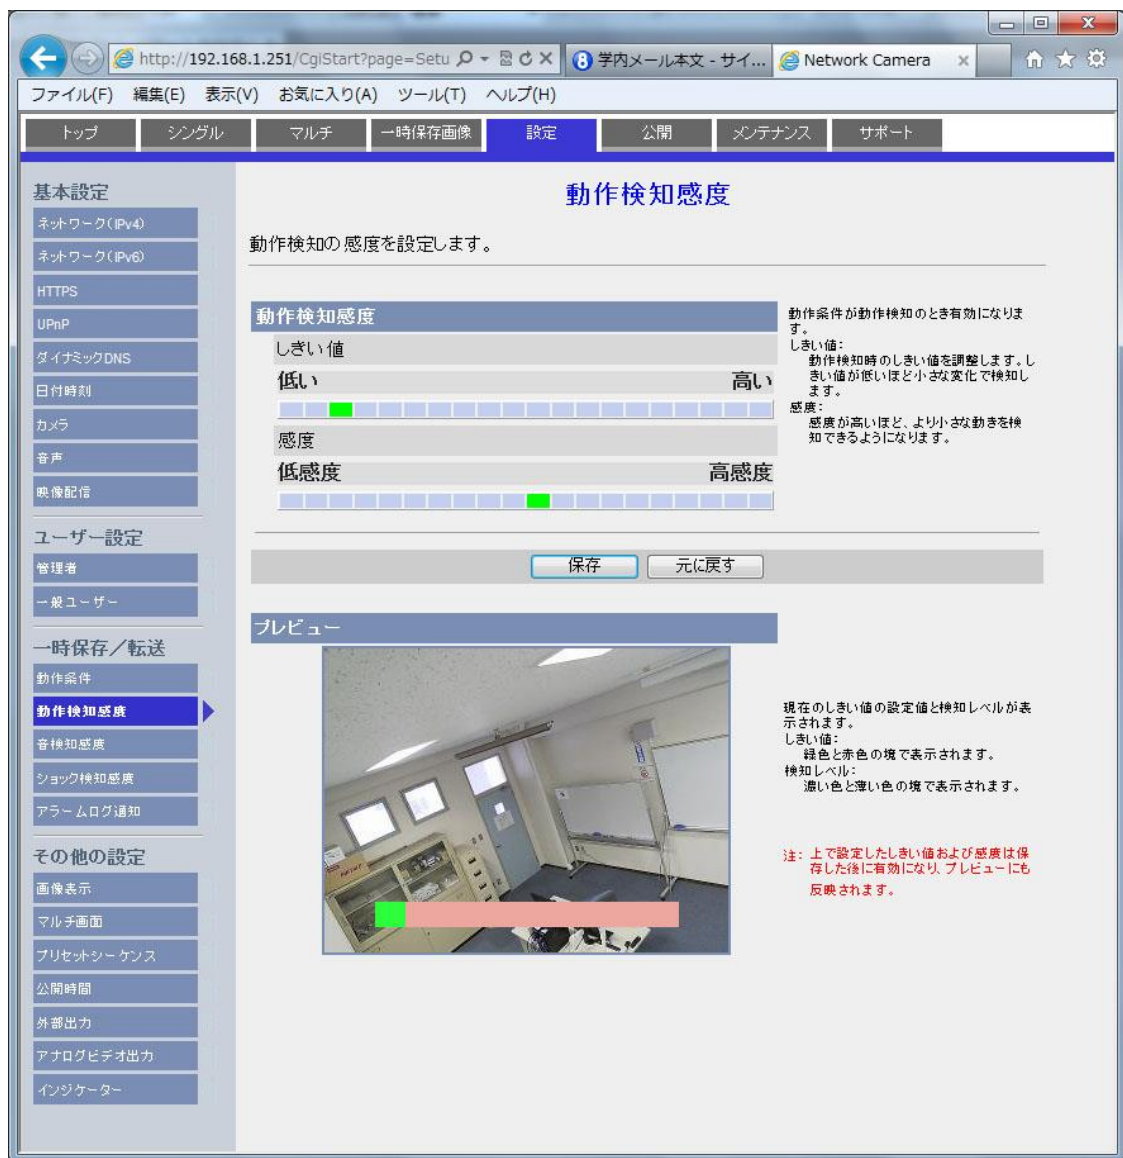 http://192.168.1.251/CgiStart?page=Setu
学内メール本文 - サイ...
Network Camera
ファイル(F) 編集(E) 表示(V) お気に入り(A) ツール(T) ヘルプ(H)
トップ シングル マルチ 一時保存画像 設定 公開 メンテナンス サポート
基本設定
ネットワーク(IPv4)
ネットワーク(IPv6)
HTTPS
UPnP
ダイナミックDNS
日付時刻
カメラ
音声
映像配信
ユーザー設定
管理者
一般ユーザー
一時保存／転送
動作条件
動作検知感度
音検知感度
ショック検知感度
アラームログ通知
その他の設定
画像表示
マルチ画面
プリセットシーケンス
公開時間
外部出力
アナログビデオ出力
インジケーター
動作検知感度
動作検知の感度を設定します。
動作検知感度
しきい値
低い 高い
感度
低感度 高感度
動作条件が動作検知のとき有効になりま
す。
しきい値:
動作検知時のしきい値を調整します。し
きい値が低いほど小さな変化で検知し
ます。
感度:
感度が高いほど、より小さな動きを検
知できるようになります。
保存 元に戻す
プレビュー
現在のしきい値の設定値と検知レベルが表
示されます。
しきい値:
緑色と赤色の境で表示されます。
検知レベル:
濃い色と薄い色の境で表示されます。
注: 上で設定したしきい値および感度は保
存した後に有効になり、プレビューにも
反映されます。